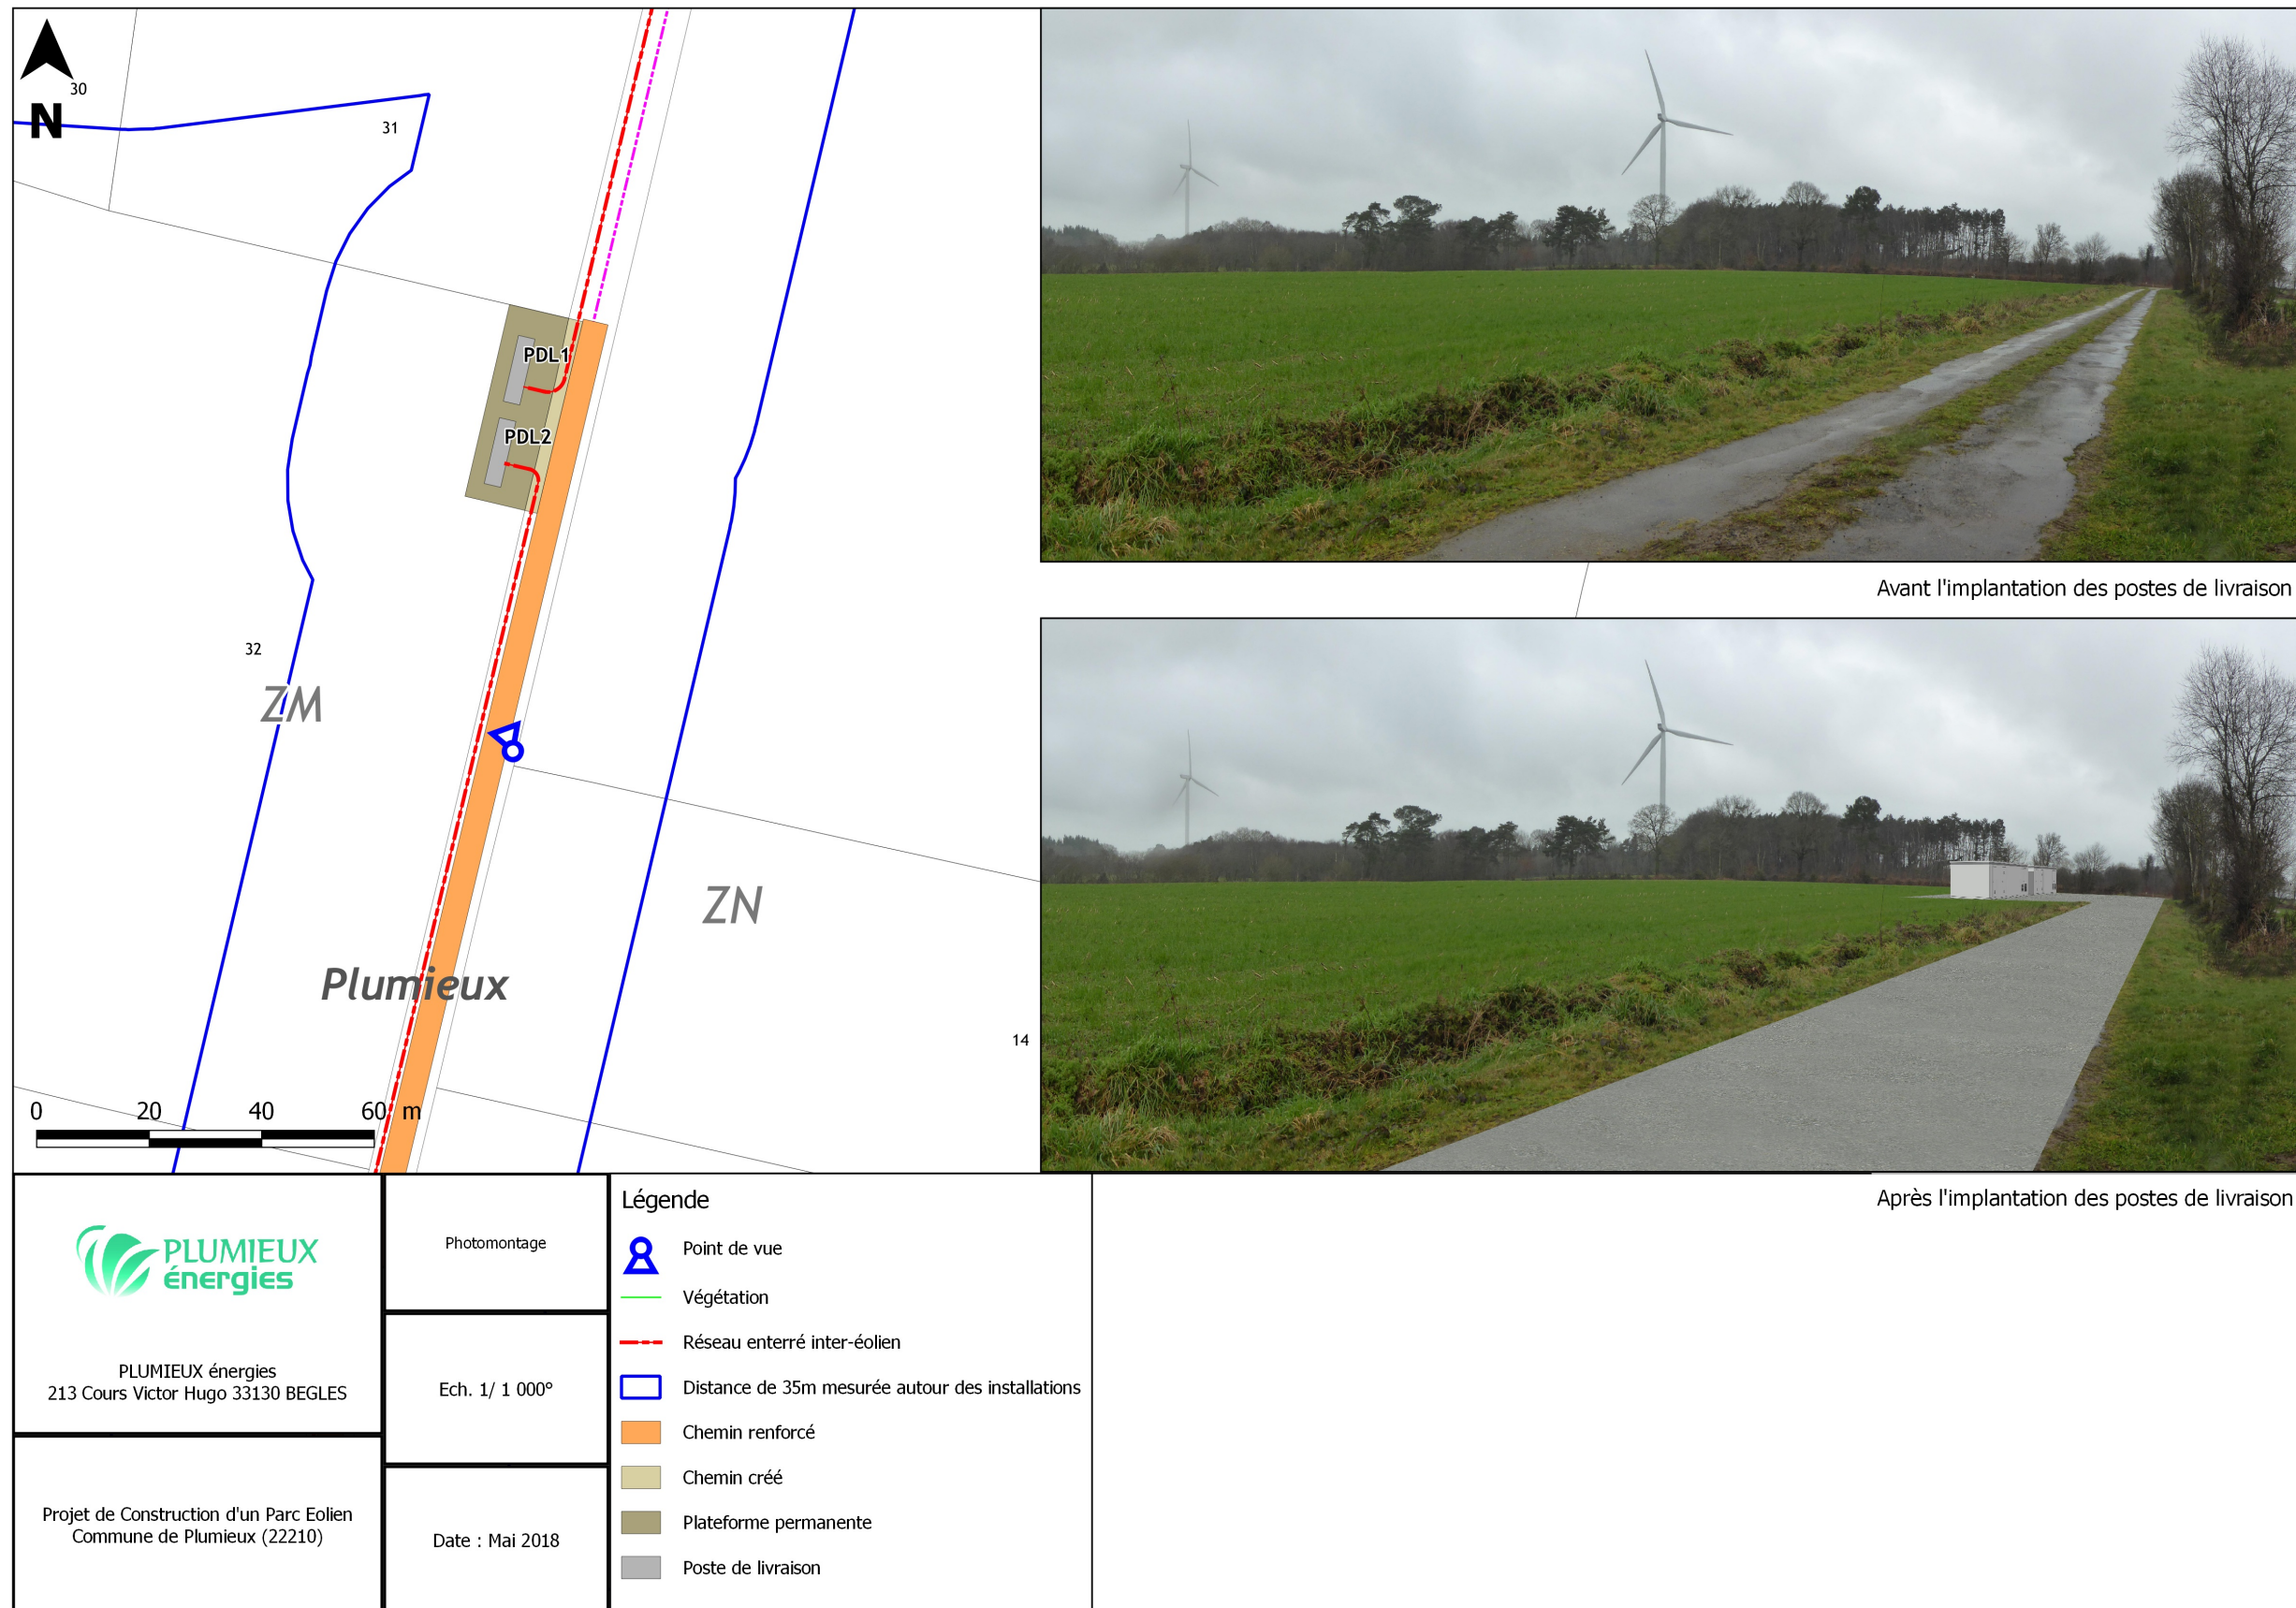 N
30
31
PDL1
PDL2
32
ZM
ZN
Plumieux
14
0 20 40 60 m
Avant l'implantation des postes de livraison
Après l'implantation des postes de livraison
PLUMIEUX
énergies
PLUMIEUX énergies
213 Cours Victor Hugo 33130 BEGLES
Projet de Construction d'un Parc Eolien
Commune de Plumieux (22210)
Photomontage
Ech. 1/ 1 000°
Date : Mai 2018
Légende
Point de vue
Végétation
Réseau enterré inter-éolien
Distance de 35m mesurée autour des installations
Chemin renforcé
Chemin créé
Plateforme permanente
Poste de livraison